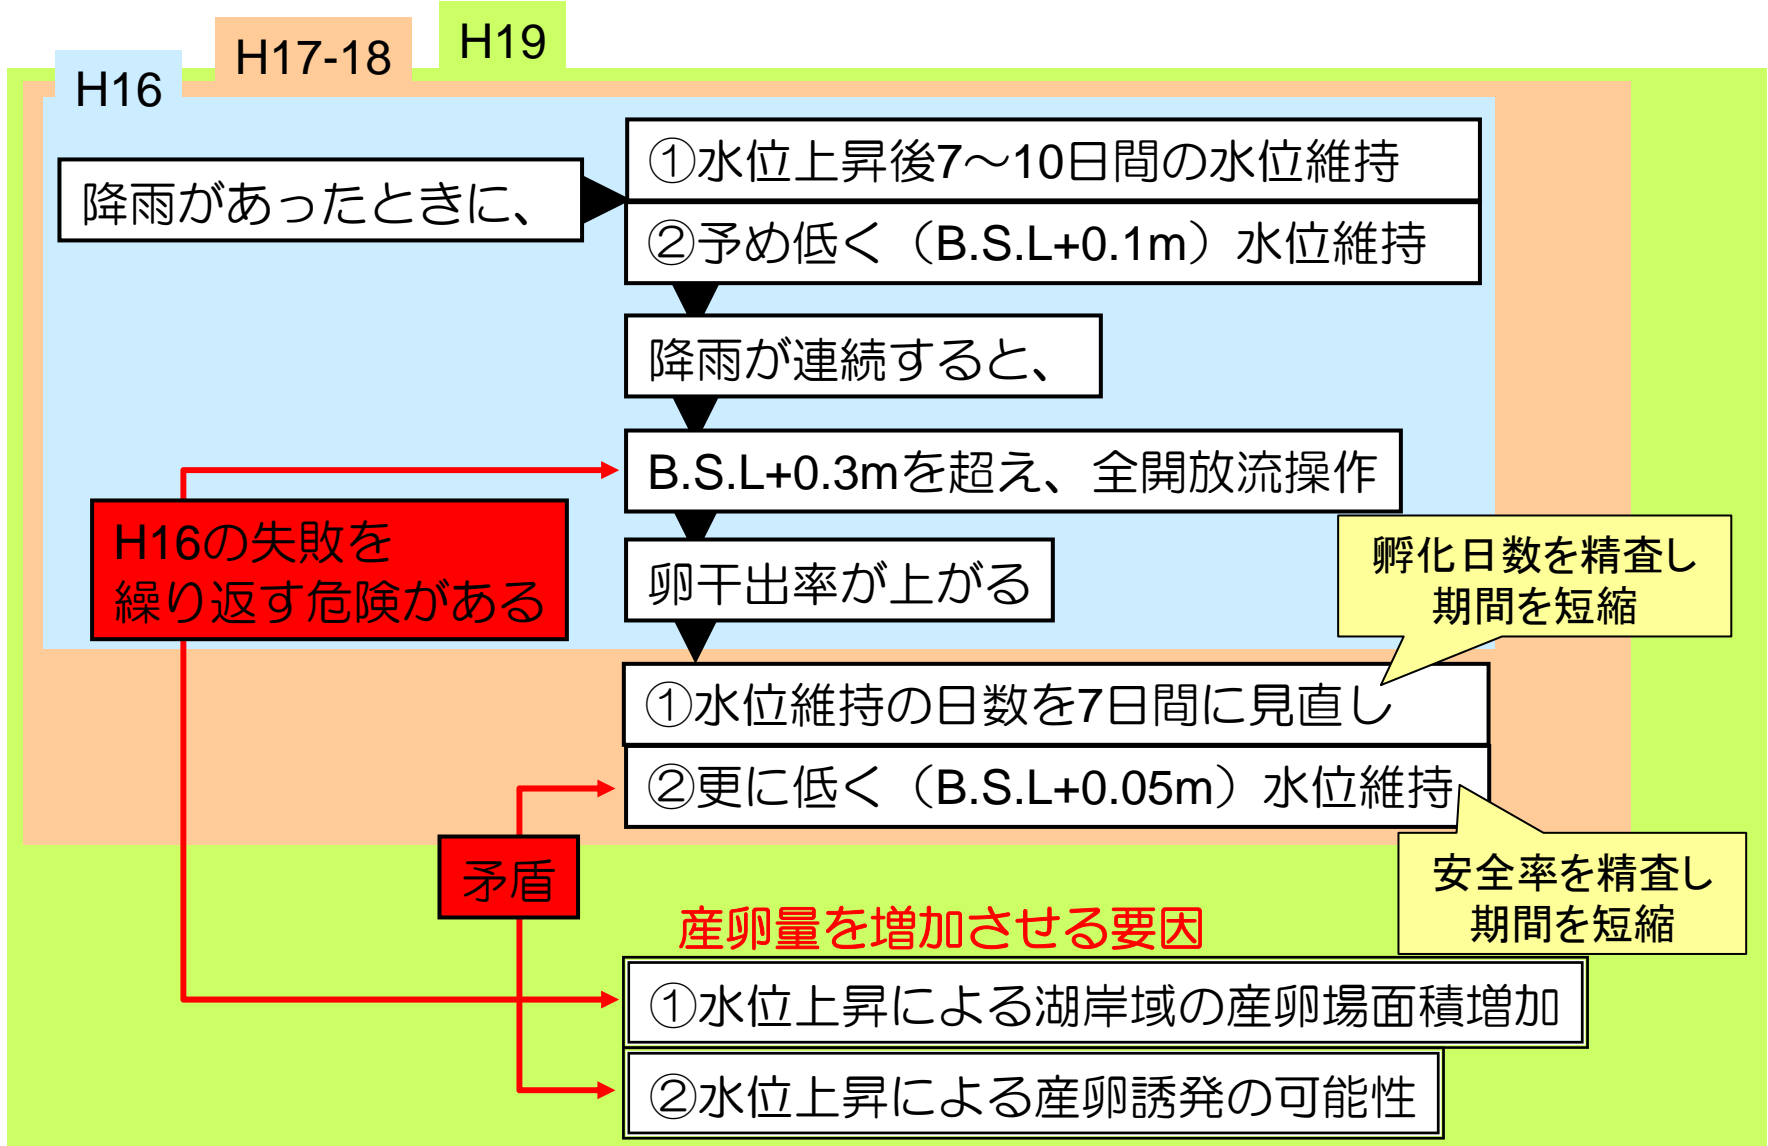 H16
H17-18
H19
降雨があったときに、
①水位上昇後7～10日間の水位維持
②予め低く（B.S.L+0.1m）水位維持
降雨が連続すると、
B.S.L+0.3mを超え、全開放流操作
H16の失敗を
繰り返す危険がある
卵干出率が上がる
孵化日数を精査し
期間を短縮
①水位維持の日数を7日間に見直し
②更に低く（B.S.L+0.05m）水位維持
矛盾
安全率を精査し
期間を短縮
産卵量を増加させる要因
①水位上昇による湖岸域の産卵場面積増加
②水位上昇による産卵誘発の可能性